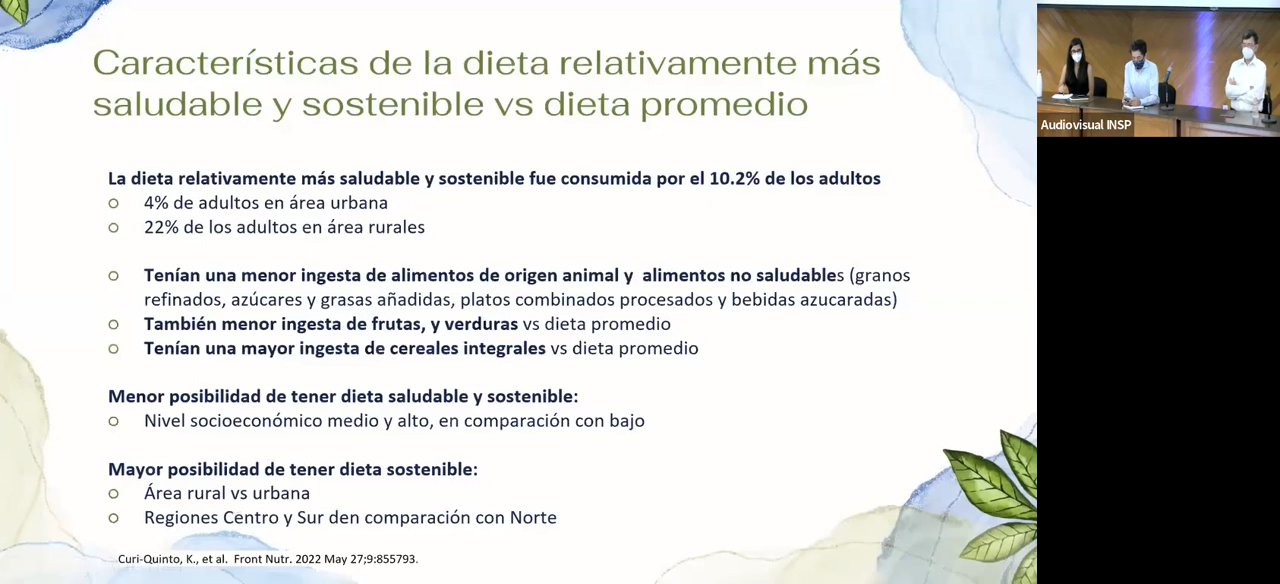 Características de la dieta relativamente más
saludable y sostenible vs dieta promedio
La dieta relativamente más saludable y sostenible fue consumida por el 10.2% de los adultos
4% de adultos en área urbana
22% de los adultos en área rurales
Tenían una menor ingesta de alimentos de origen animal y alimentos no saludables (granos
refinados, azúcares y grasas añadidas, platos combinados procesados y bebidas azucaradas)
También menor ingesta de frutas, y verduras vs dieta promedio
Tenían una mayor ingesta de cereales integrales vs dieta promedio
Menor posibilidad de tener dieta saludable y sostenible:
Nivel socioeconómico medio y alto, en comparación con bajo
Mayor posibilidad de tener dieta sostenible:
Área rural vs urbana
Regiones Centro y Sur den comparación con Norte
Curi-Quinto, K., et al. Front Nutr. 2022 May 27;9:855793.
Audiovisual INSP